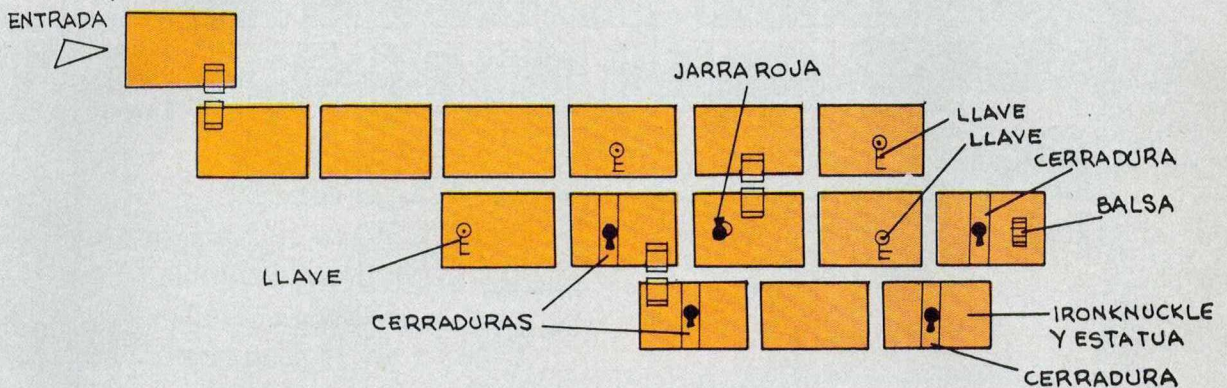 ENTRADA
JARRA ROJA
LLAVE
LLAVE
CERRADURA
BALSA
LLAVE
CERRADURAS
IRONKNUCKLE
Y ESTATUA
CERRADURA